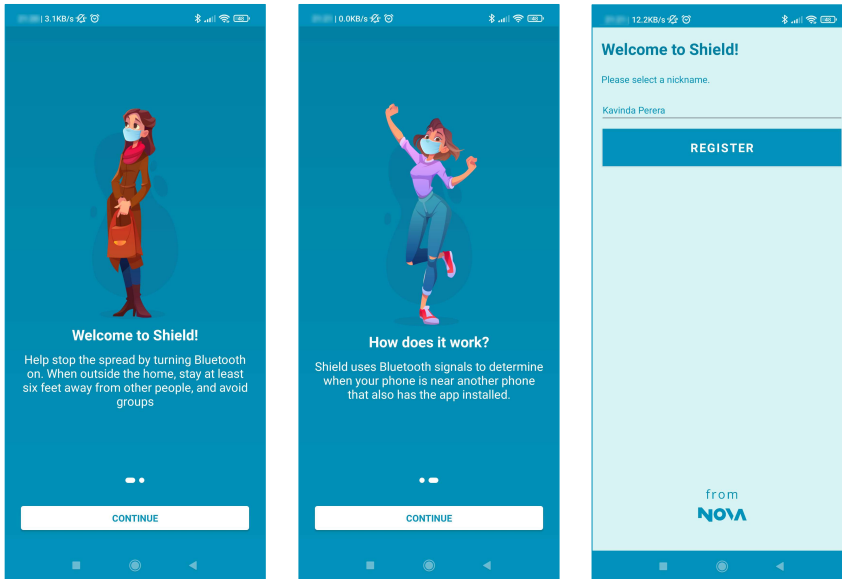 | 3.1KB/s
Welcome to Shield!
Help stop the spread by turning Bluetooth
on. When outside the home, stay at least
six feet away from other people, and avoid
groups
CONTINUE
| 0.0KB/s
How does it work?
Shield uses Bluetooth signals to determine
when your phone is near another phone
that also has the app installed.
CONTINUE
| 12.2KB/s
Welcome to Shield!
Please select a nickname.
Kavinda Perera
REGISTER
from
NOVA